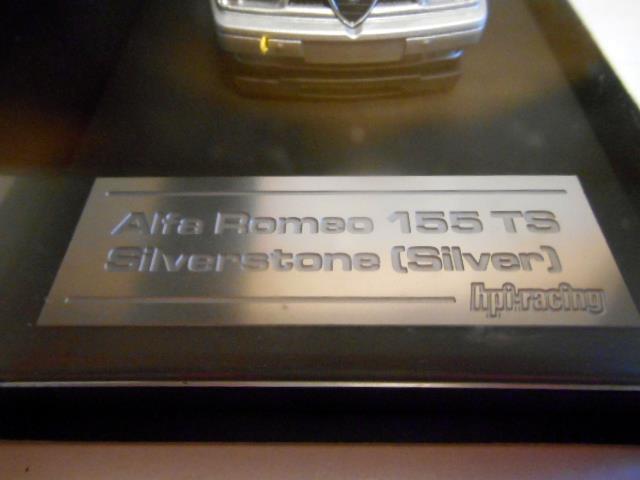 Alfa Romeo 155 TS
Silverstone (Silver)
hpi·racing